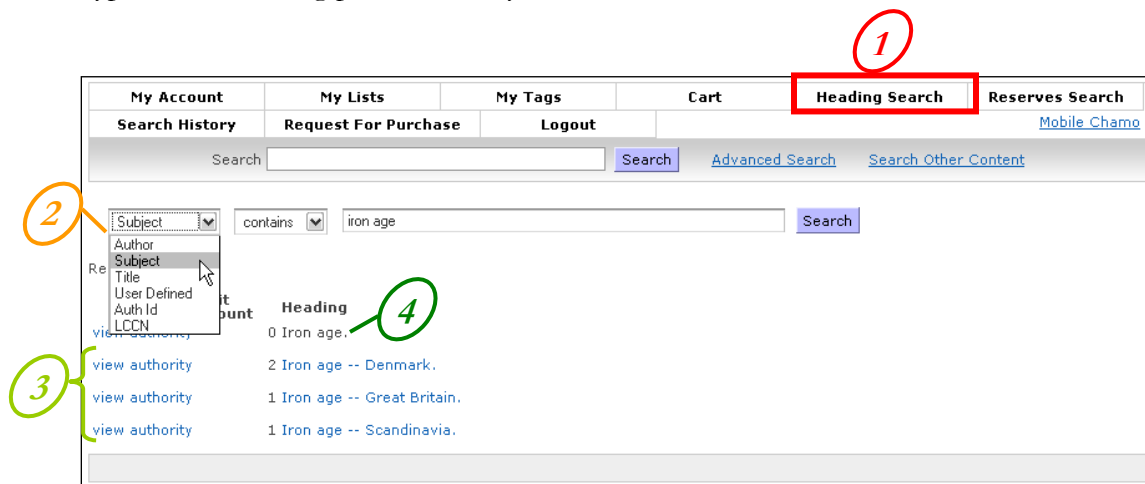 1
My Account My Lists My Tags Cart Heading Search Reserves Search
Search History Request For Purchase Logout Mobile Chamo
Search Search Advanced Search Search Other Content
2
Subject contains iron age Search
Author
Subject
Re
Title
User Defined
Auth Id
LCCN
it
unt Heading
4
0 Iron age.
3
view authority 2 Iron age -- Denmark.
view authority 1 Iron age -- Great Britain.
view authority 1 Iron age -- Scandinavia.